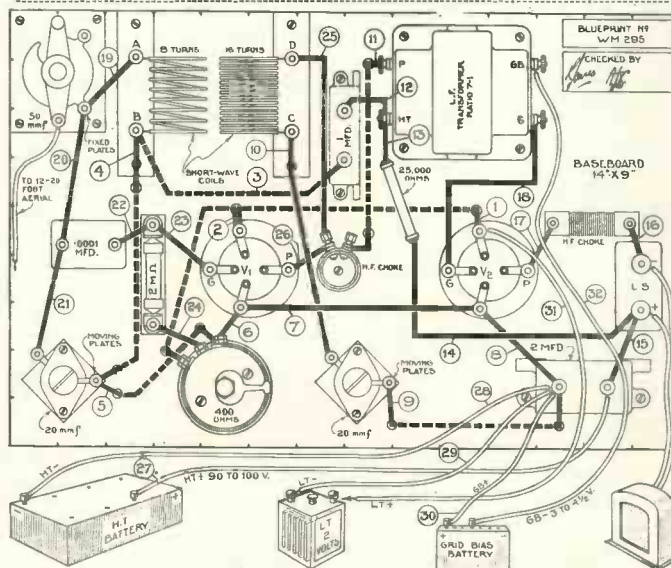 BLUEPRINT Nº
WM 295
CHECKED BY
50
mmf
19
A
B
4
8 TURNS
16 TURNS
SHORT-WAVE
COILS
3
D
C
10
25
1
MFD.
11
P
HT
12
13
L.F.
TRANSFORMER
RATIO 7-1
GB
G
18
25,000
OHMS
BASEBOARD
14"X 9"
FIXED
PLATES
20
TO 12-20
FOOT
AERIAL
22
.0001
MFD.
23
2 MΩ
2
G
V1
P
26
H.F. CHOKE
1
G
V2
P
17
H.F. CHOKE
16
-
L S
+
15
21
24
6
7
31
32
14
8
2 MFD
MOVING
PLATES
5
20 mmf
400
OHMS
MOVING
PLATES
9
20 mmf
28
HT-
27
HT+ 90 TO 100 V.
29
LT-
LT+
GB+
GB-3 TO 4½ V.
30
H.T
BATTERY
LT
2
VOLTS
GRID BIAS
BATTERY